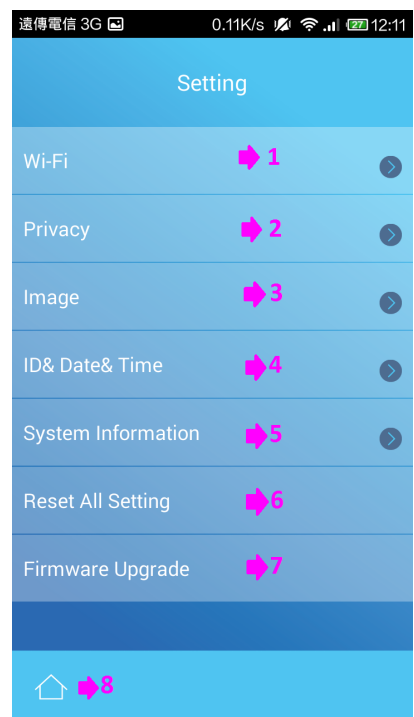 遠傳電信 3G 0.11K/s 27 12:11
Setting
Wi-Fi 1
Privacy 2
Image 3
ID& Date& Time 4
System Information 5
Reset All Setting 6
Firmware Upgrade 7
8